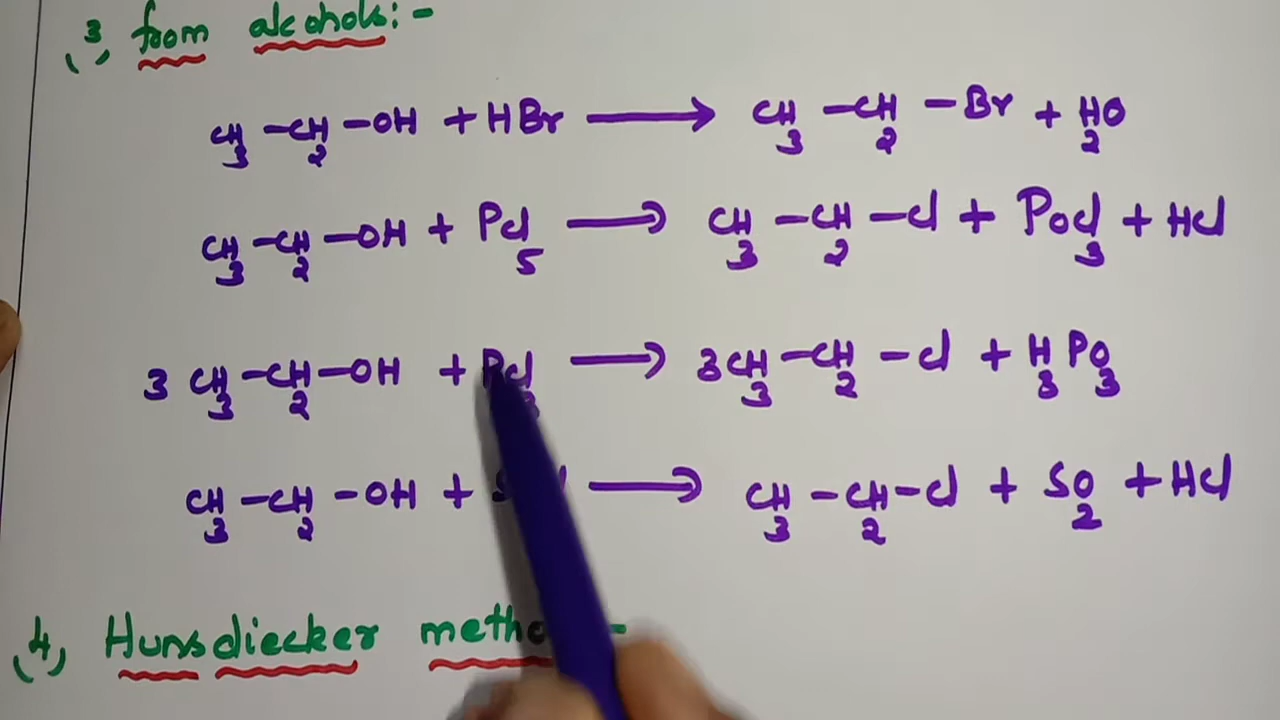 (3) from alcohols:-
CH3 -CH2 -OH + HBr ⟶ CH3 -CH2 -Br + H2O
CH3 -CH2 -OH + PCl5 ⟶ CH3 -CH2 -Cl + POCl3 + HCl
3 CH3 -CH2 -OH + PCl3 ⟶ 3CH3 -CH2 -Cl + H3PO3
CH3 -CH2 -OH + ⟶ CH3 -CH2 -Cl + SO2 + HCl
(4) Hunsdiecker -